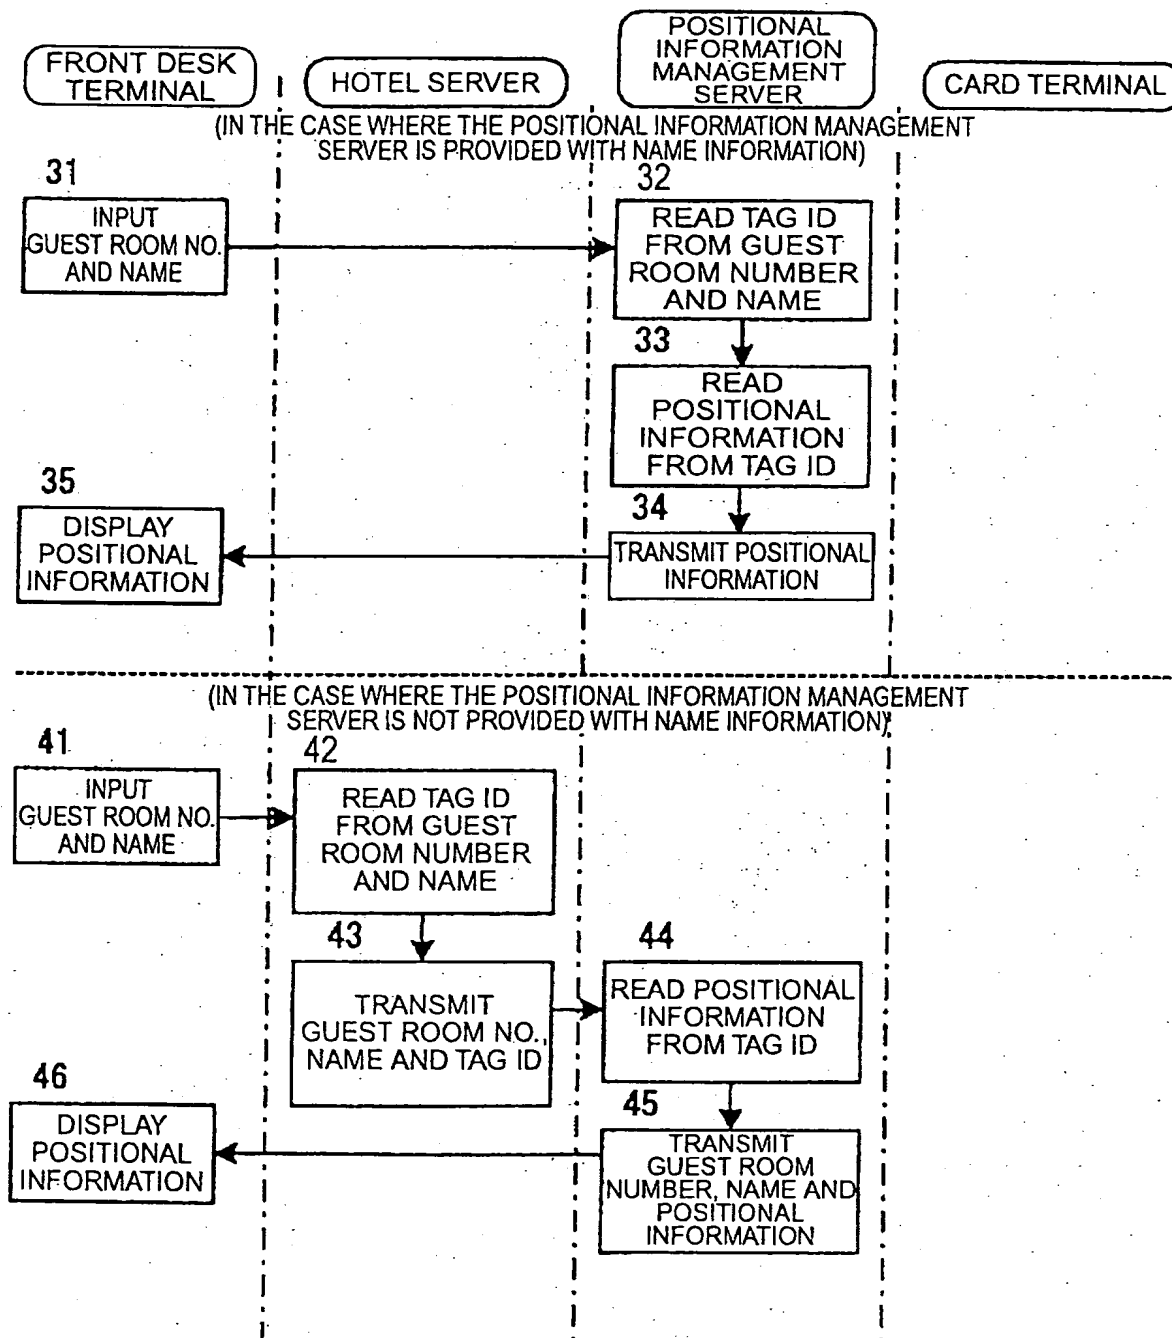 FRONT DESK
TERMINAL
HOTEL SERVER
POSITIONAL
INFORMATION
MANAGEMENT
SERVER
CARD TERMINAL
(IN THE CASE WHERE THE POSITIONAL INFORMATION MANAGEMENT
SERVER IS PROVIDED WITH NAME INFORMATION)
31
INPUT
GUEST ROOM NO.
AND NAME
32
READ TAG ID
FROM GUEST
ROOM NUMBER
AND NAME
33
READ
POSITIONAL
INFORMATION
FROM TAG ID
34
TRANSMIT POSITIONAL
INFORMATION
35
DISPLAY
POSITIONAL
INFORMATION
(IN THE CASE WHERE THE POSITIONAL INFORMATION MANAGEMENT
SERVER IS NOT PROVIDED WITH NAME INFORMATION)
41
INPUT
GUEST ROOM NO.
AND NAME
42
READ TAG ID
FROM GUEST
ROOM NUMBER
AND NAME
43
TRANSMIT
GUEST ROOM NO.,
NAME AND TAG ID
44
READ POSITIONAL
INFORMATION
FROM TAG ID
45
TRANSMIT
GUEST ROOM
NUMBER, NAME AND
POSITIONAL
INFORMATION
46
DISPLAY
POSITIONAL
INFORMATION